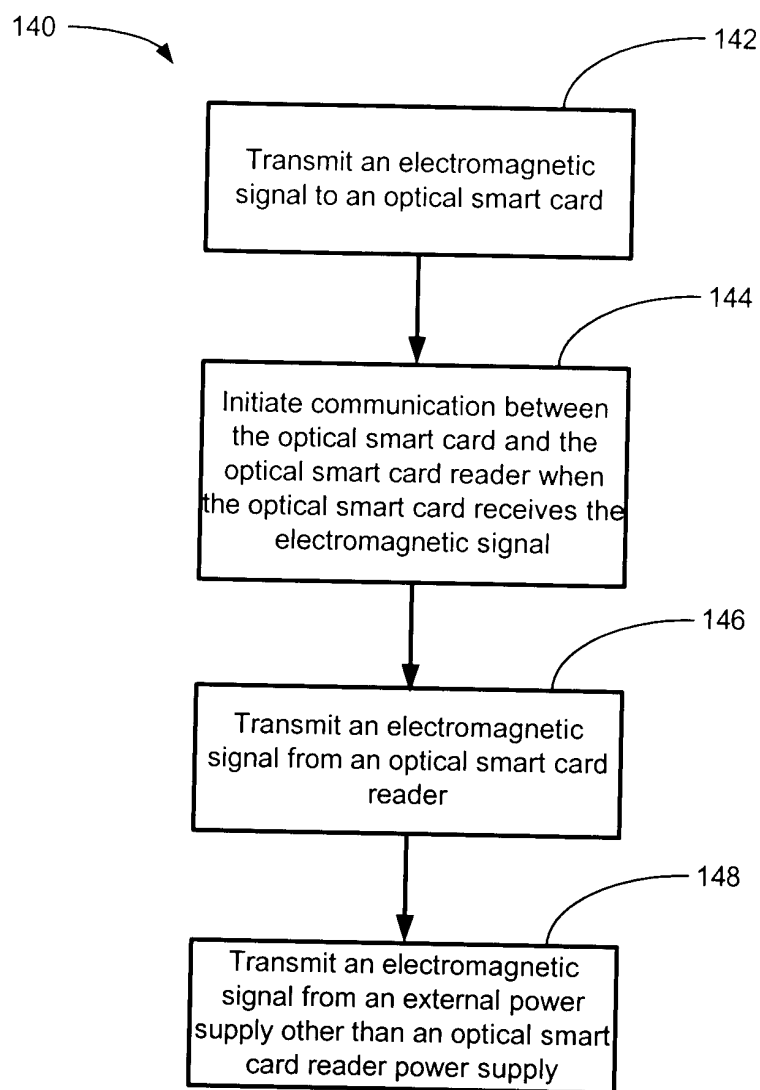 140
142
Transmit an electromagnetic
signal to an optical smart card
144
Initiate communication between
the optical smart card and the
optical smart card reader when
the optical smart card receives the
electromagnetic signal
146
Transmit an electromagnetic
signal from an optical smart card
reader
148
Transmit an electromagnetic
signal from an external power
supply other than an optical smart
card reader power supply